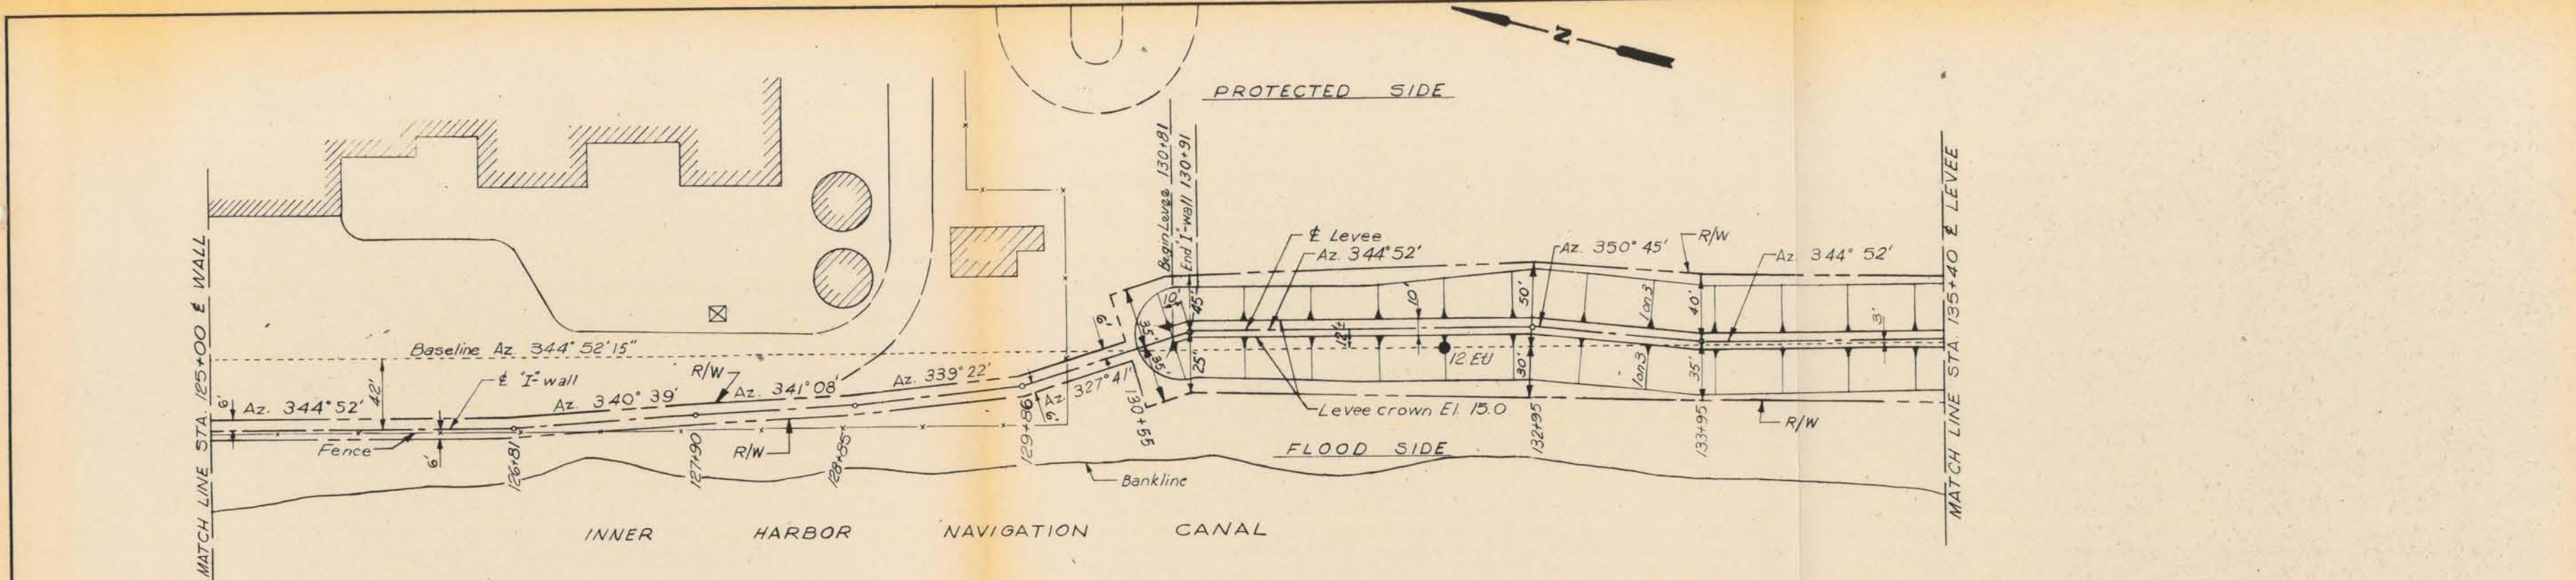 N
PROTECTED SIDE
MATCH LINE STA. 125+00 ℄ WALL
Baseline Az. 344° 52' 15"
℄ "I"-wall
42'
6'
Az. 344° 52'
Fence
6'
126+81
Az. 340° 39'
R/W
127+90
Az. 341° 08'
R/W
128+85
Az. 339° 22'
129+86
6'
Az. 327° 41'
6'
130+55
35'
35'
10'
45'
25'
Begin Levee 130+81
End "I"-wall 130+91
℄ Levee
Az. 344° 52'
10'
12 EU
Levee crown El. 15.0
50'
30'
132+95
Az. 350° 45'
1 on 3
1 on 3
R/W
40'
35'
133+95
Az. 344° 52'
3'
R/W
MATCH LINE STA. 135+40 ℄ LEVEE
FLOOD SIDE
Bankline
INNER HARBOR NAVIGATION CANAL